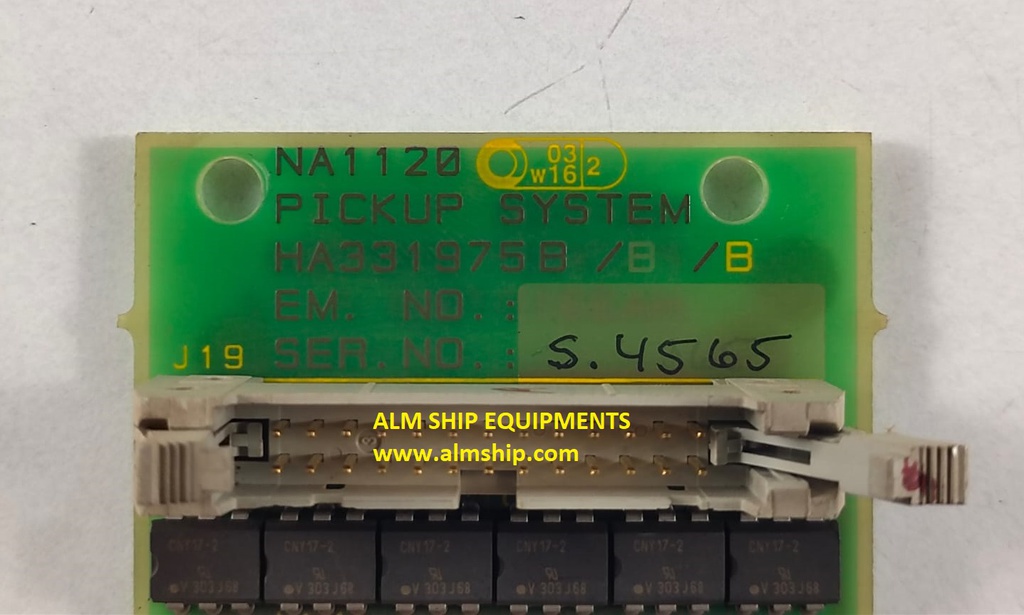 NA1120 03 w16 2
PICKUP SYSTEM
HA331975B /B /B
EM. NO.:
J19 SER.NO.: S. 4565
ALM SHIP EQUIPMENTS
www.almship.com
CNY17-2 CNY17-2 CNY17-2 CNY17-2 CNY17-2 CNY17-2
V 303 J68 V 303 J68 V 303 J68 V 303 J68 V 303 J68 V 303 J68